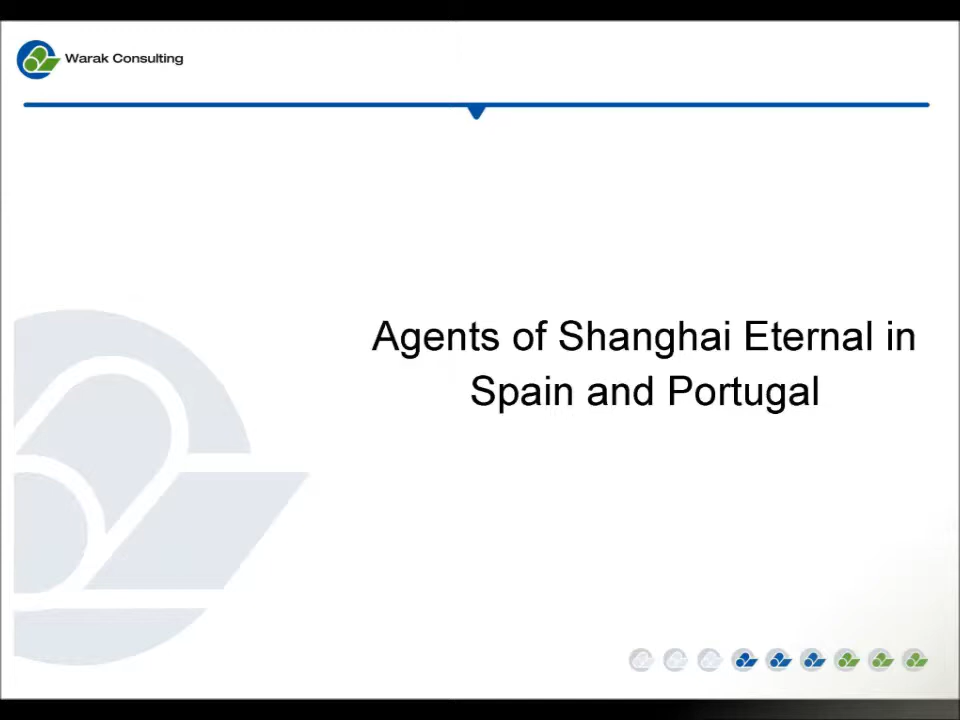 Warak Consulting
Agents of Shanghai Eternal in
Spain and Portugal